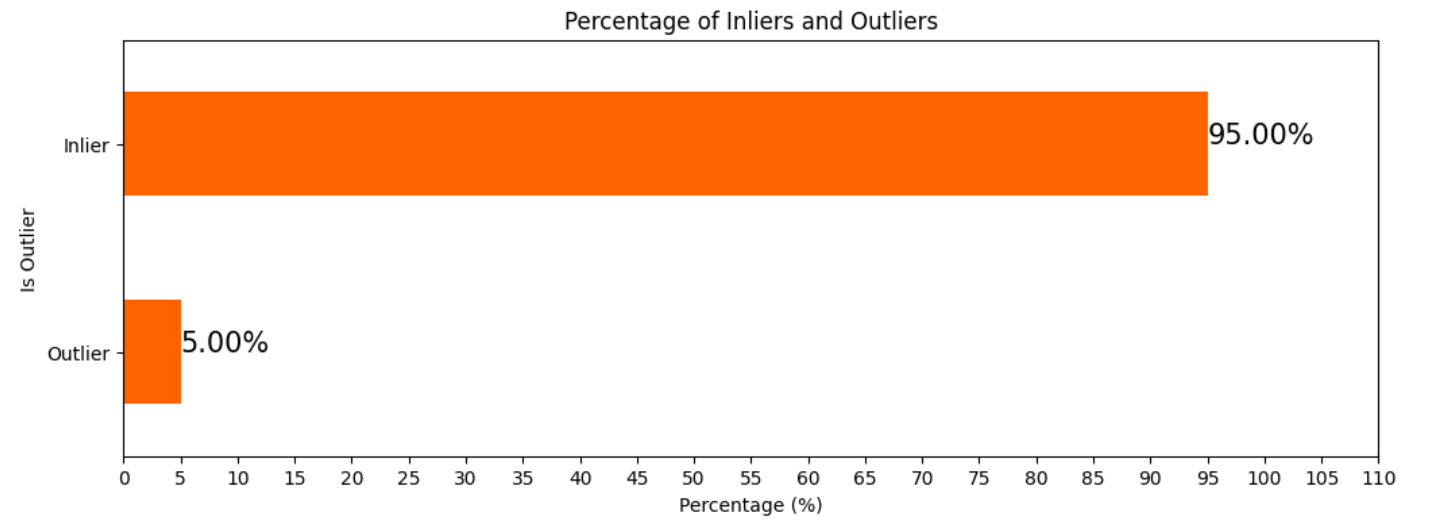 Percentage of Inliers and Outliers
Inlier
95.00%
Is Outlier
Outlier
5.00%
0 5 10 15 20 25 30 35 40 45 50 55 60 65 70 75 80 85 90 95 100 105 110
Percentage (%)